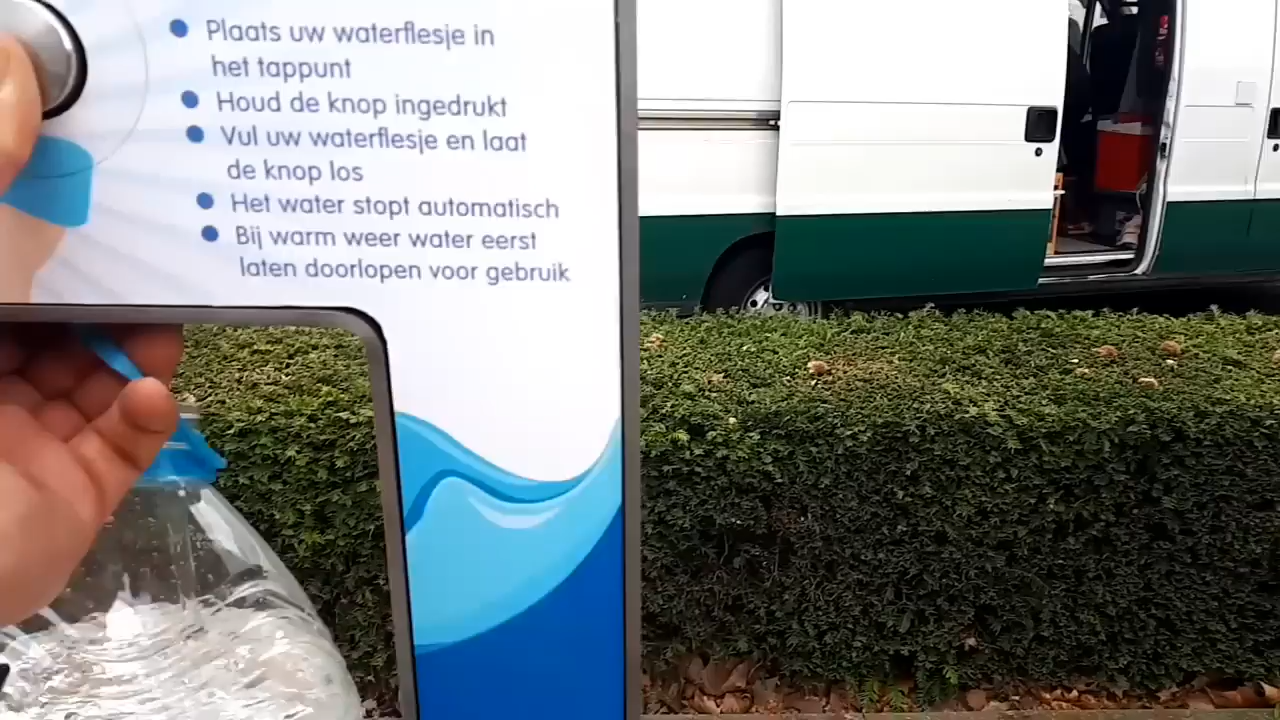 Plaats uw waterflesje in
het tappunt
Houd de knop ingedrukt
Vul uw waterflesje en laat
de knop los
Het water stopt automatisch
Bij warm weer water eerst
laten doorlopen voor gebruik